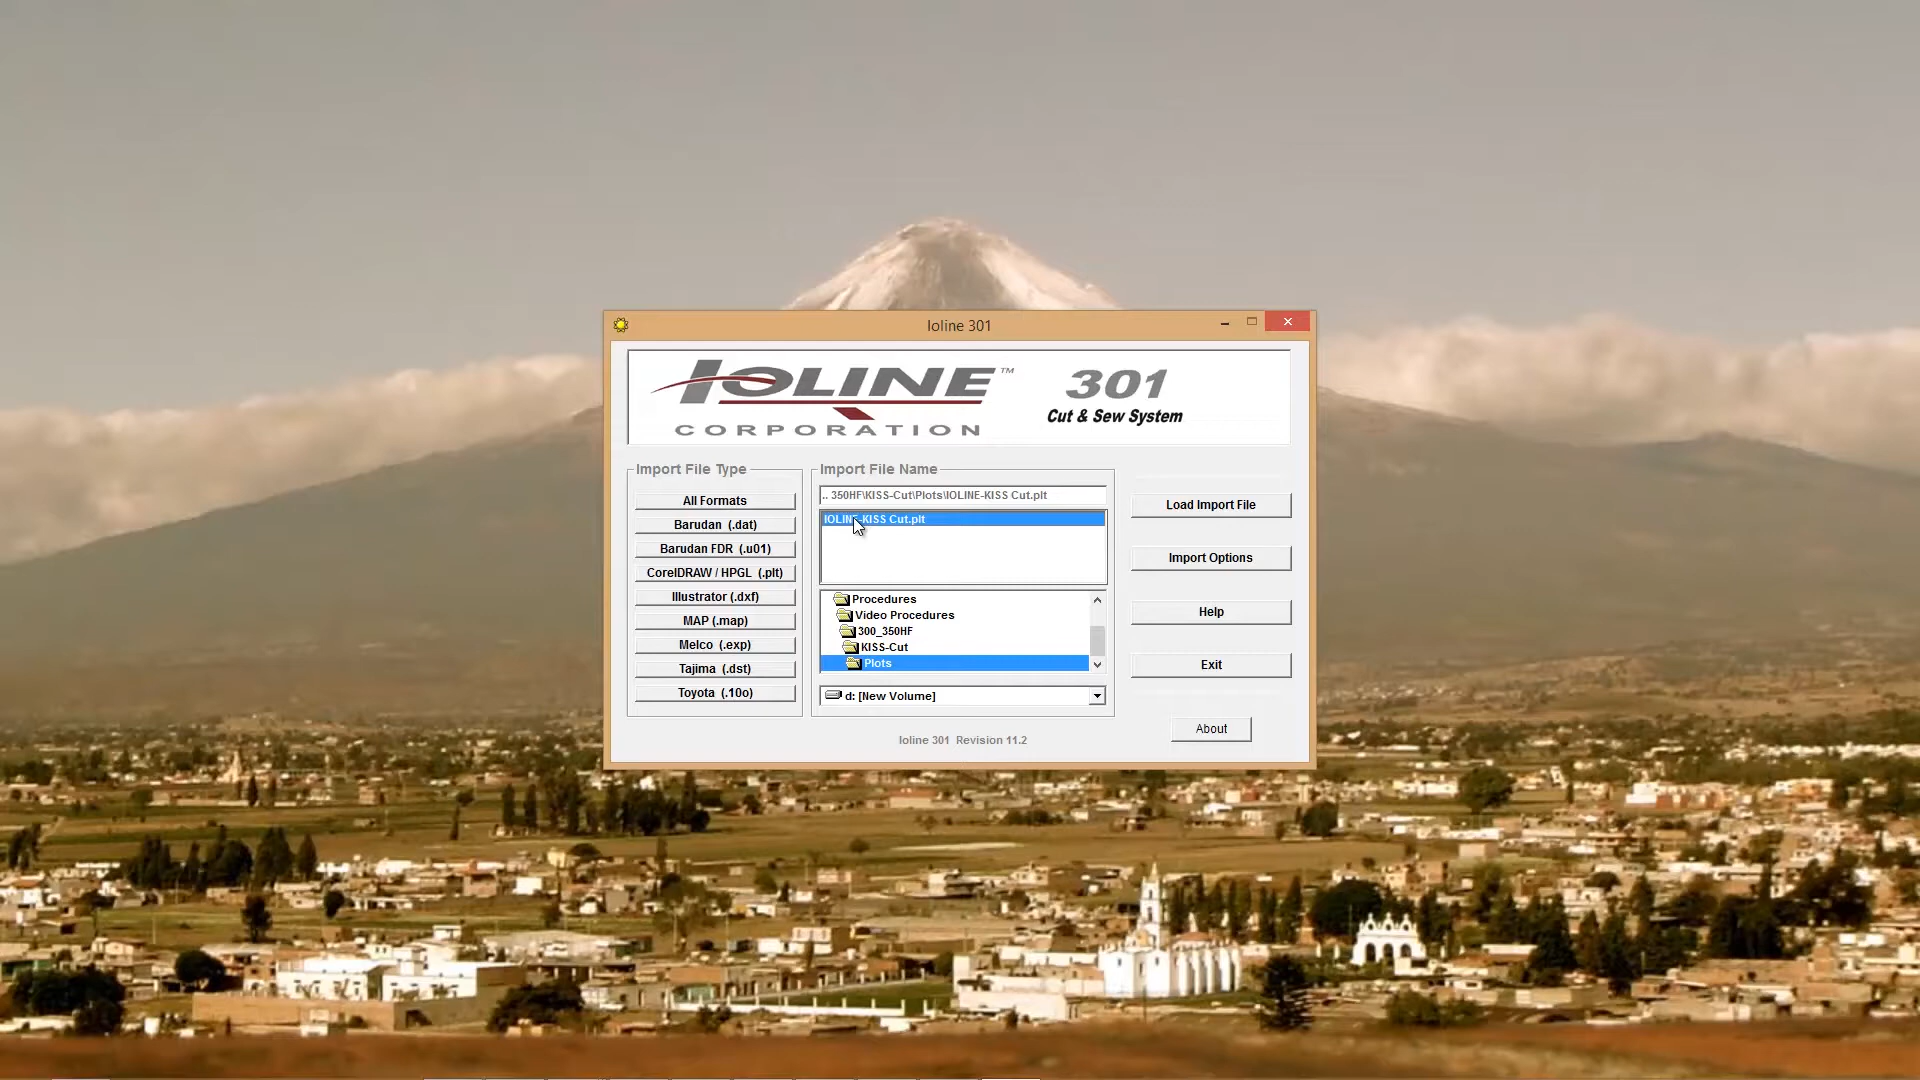 Ioline 301
IOLINE™
CORPORATION
301
Cut & Sew System
Import File Type
All Formats
Barudan (.dat)
Barudan FDR (.u01)
CorelDRAW / HPGL (.plt)
Illustrator (.dxf)
MAP (.map)
Melco (.exp)
Tajima (.dst)
Toyota (.10o)
Import File Name
.. 350HF\KISS-Cut\Plots\IOLINE-KISS Cut.plt
IOLINE-KISS Cut.plt
Procedures
Video Procedures
300_350HF
KISS-Cut
Plots
d: [New Volume]
Load Import File
Import Options
Help
Exit
About
Ioline 301 Revision 11.2